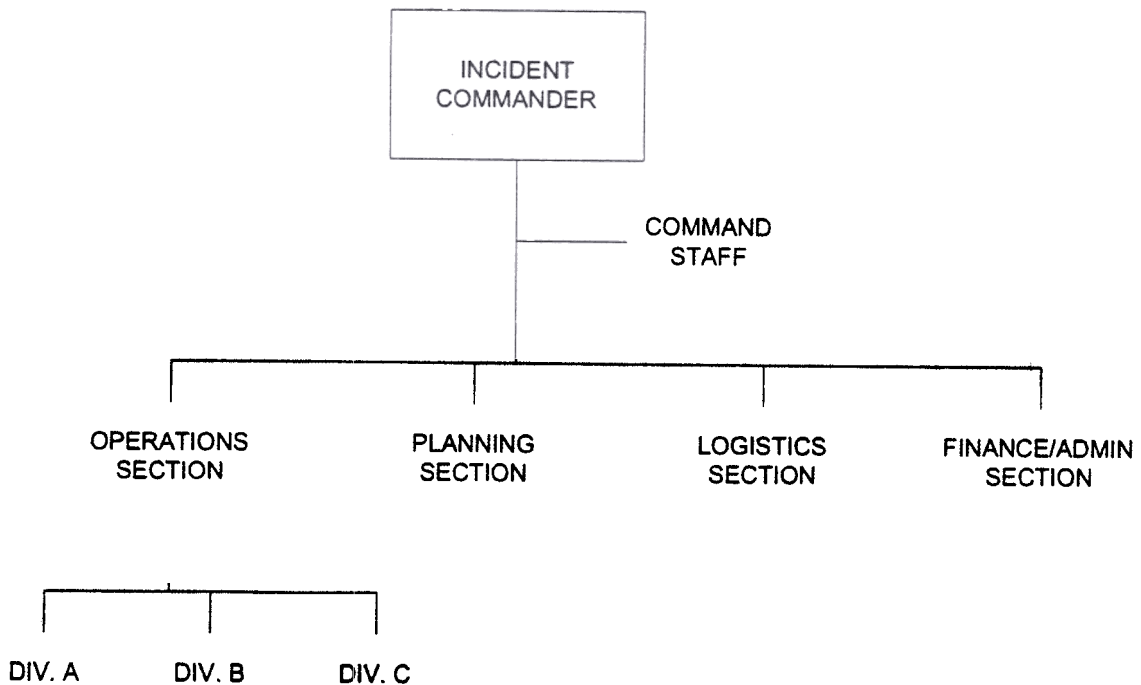 INCIDENT
COMMANDER
COMMAND
STAFF
OPERATIONS
SECTION
PLANNING
SECTION
LOGISTICS
SECTION
FINANCE/ADMIN
SECTION
DIV. A
DIV. B
DIV. C